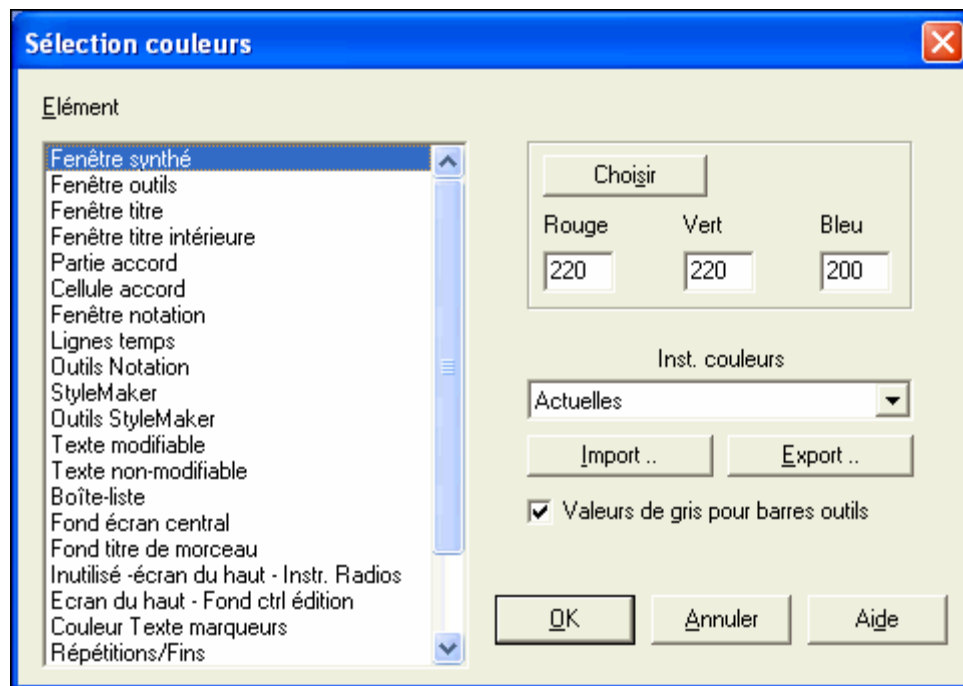 Sélection couleurs
Elément
Fenêtre synthé
Fenêtre outils
Fenêtre titre
Fenêtre titre intérieure
Partie accord
Cellule accord
Fenêtre notation
Lignes temps
Outils Notation
StyleMaker
Outils StyleMaker
Texte modifiable
Texte non-modifiable
Boîte-liste
Fond écran central
Fond titre de morceau
Inutilisé -écran du haut - Instr. Radios
Ecran du haut - Fond ctrl édition
Couleur Texte marqueurs
Répétitions/Fins
Choisir
Rouge Vert Bleu
220 220 200
Inst. couleurs
Actuelles
Import .. Export ..
Valeurs de gris pour barres outils
OK Annuler Aide